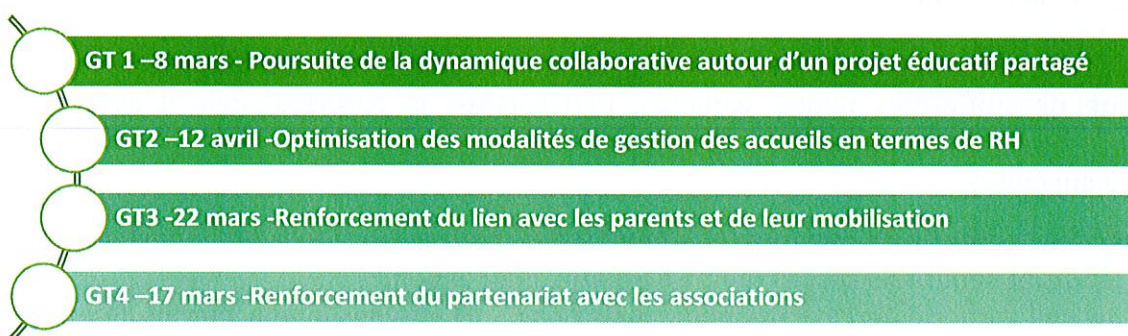 GT 1 –8 mars - Poursuite de la dynamique collaborative autour d’un projet éducatif partagé
GT2 –12 avril -Optimisation des modalités de gestion des accueils en termes de RH
GT3 -22 mars -Renforcement du lien avec les parents et de leur mobilisation
GT4 –17 mars -Renforcement du partenariat avec les associations